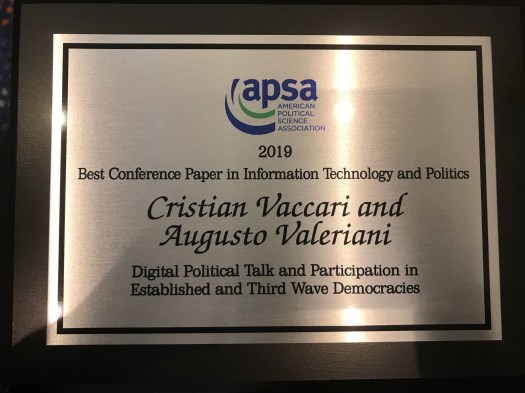 apsa
AMERICAN
POLITICAL
SCIENCE
ASSOCIATION
2019
Best Conference Paper in Information Technology and Politics
Cristian Vaccari and
Augusto Valeriani
Digital Political Talk and Participation in
Established and Third Wave Democracies